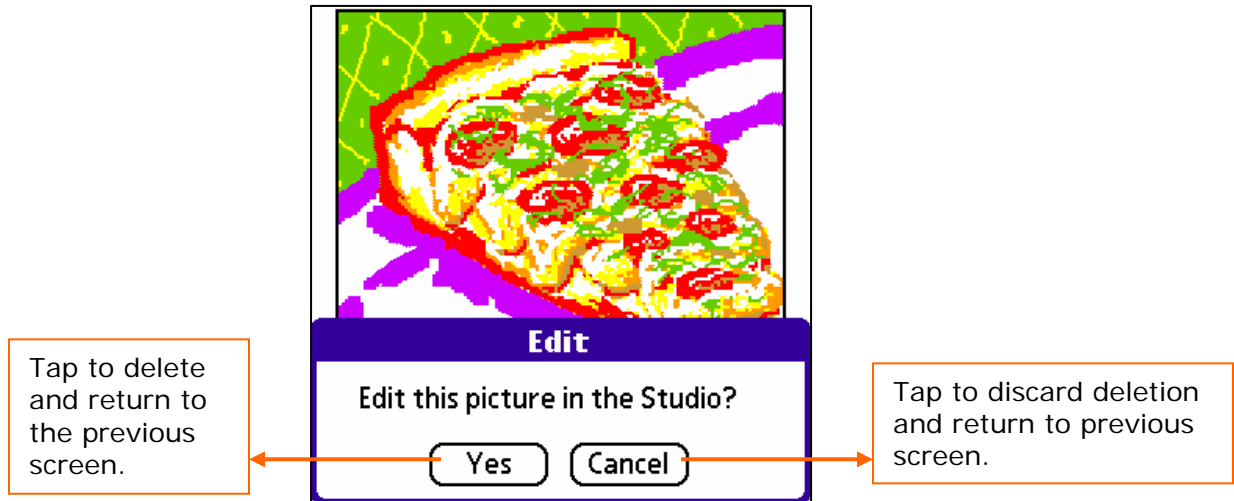 Edit
Edit this picture in the Studio?
Yes
Cancel
Tap to delete
and return to
the previous
screen.
Tap to discard deletion
and return to previous
screen.